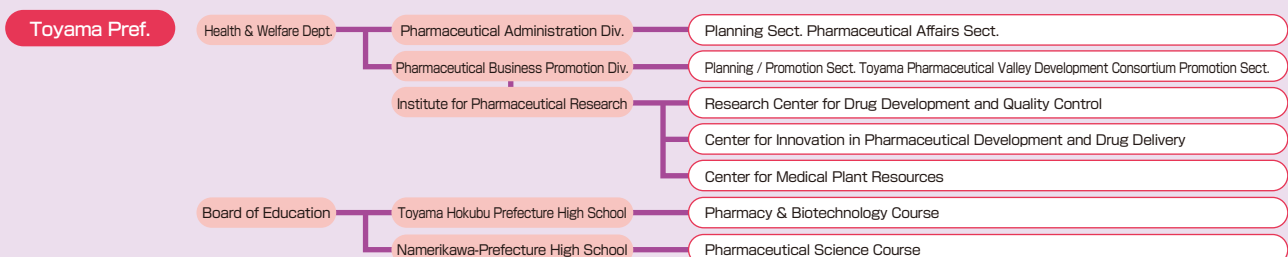 Toyama Pref.
Health & Welfare Dept.
Pharmaceutical Administration Div.
Planning Sect. Pharmaceutical Affairs Sect.
Pharmaceutical Business Promotion Div.
Planning / Promotion Sect. Toyama Pharmaceutical Valley Development Consortium Promotion Sect.
Institute for Pharmaceutical Research
Research Center for Drug Development and Quality Control
Center for Innovation in Pharmaceutical Development and Drug Delivery
Center for Medical Plant Resources
Board of Education
Toyama Hokubu Prefecture High School
Pharmacy & Biotechnology Course
Namerikawa-Prefecture High School
Pharmaceutical Science Course